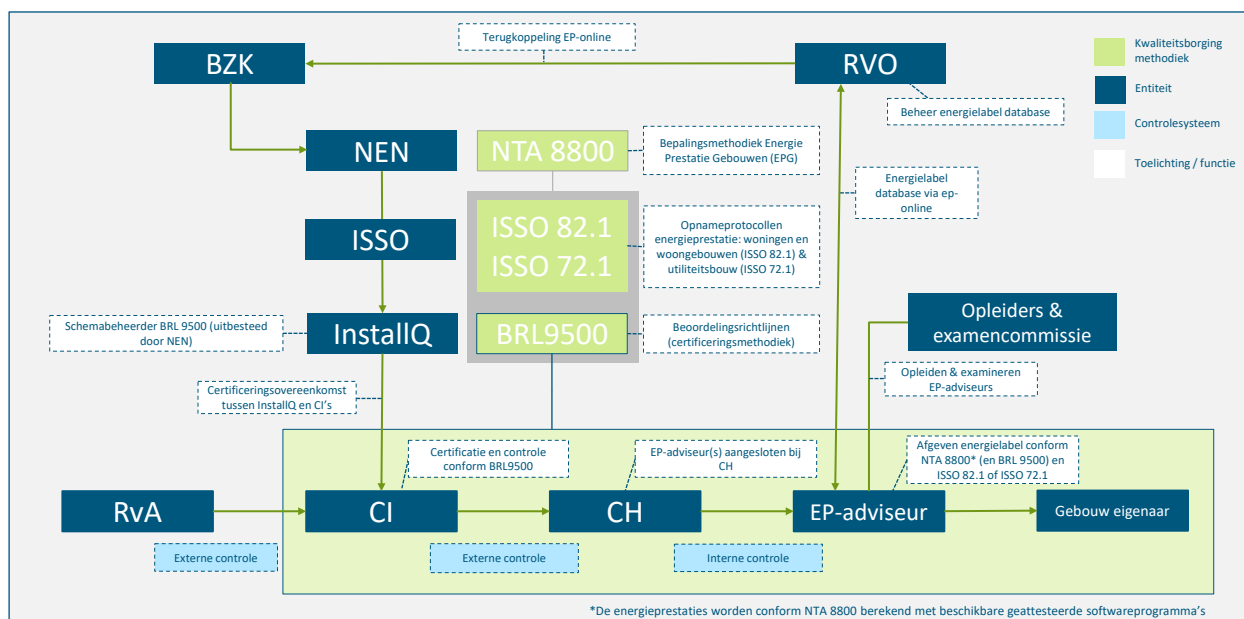 Terugkoppeling EP-online
BZK
RVO
Kwaliteitsborging
methodiek
Entiteit
Controlesysteem
Toelichting / functie
Beheer energielabel database
NEN
NTA 8800
Bepalingsmethodiek Energie
Prestatie Gebouwen (EPG)
Energielabel
database via ep-
online
ISSO
ISSO 82.1
ISSO 72.1
Opnameprotocollen
energieprestatie: woningen en
woongebouwen (ISSO 82.1) &
utiliteitsbouw (ISSO 72.1)
Schemabeheerder BRL 9500 (uitbesteed
door NEN)
InstallQ
BRL9500
Beoordelingsrichtlijnen
(certificeringsmethodiek)
Opleiders &
examencommissie
Opleiden & examineren
EP-adviseurs
Certificeringsovereenkomst
tussen InstallQ en CI's
Certificatie en controle
conform BRL9500
EP-adviseur(s) aangesloten bij
CH
Afgeven energielabel conform
NTA 8800* (en BRL 9500) en
ISSO 82.1 of ISSO 72.1
RvA
CI
CH
EP-adviseur
Gebouw eigenaar
Externe controle
Externe controle
Interne controle
*De energieprestaties worden conform NTA 8800 berekend met beschikbare geattesteerde softwareprogramma's